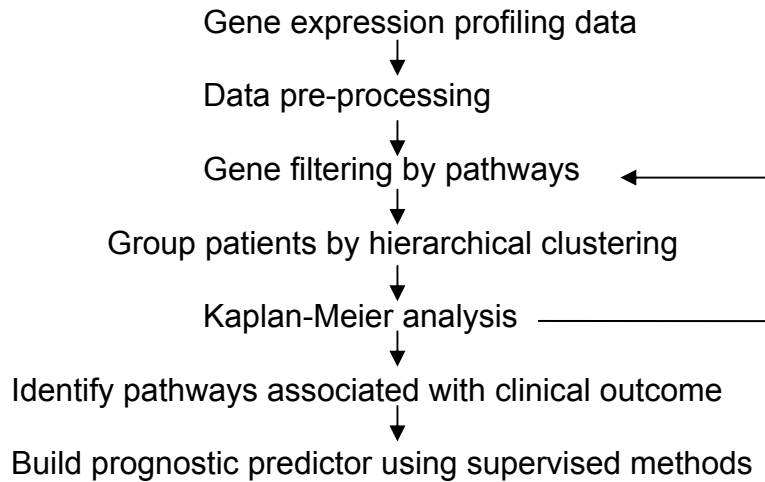 Gene expression profiling data
Data pre-processing
Gene filtering by pathways
Group patients by hierarchical clustering
Kaplan-Meier analysis
Identify pathways associated with clinical outcome
Build prognostic predictor using supervised methods